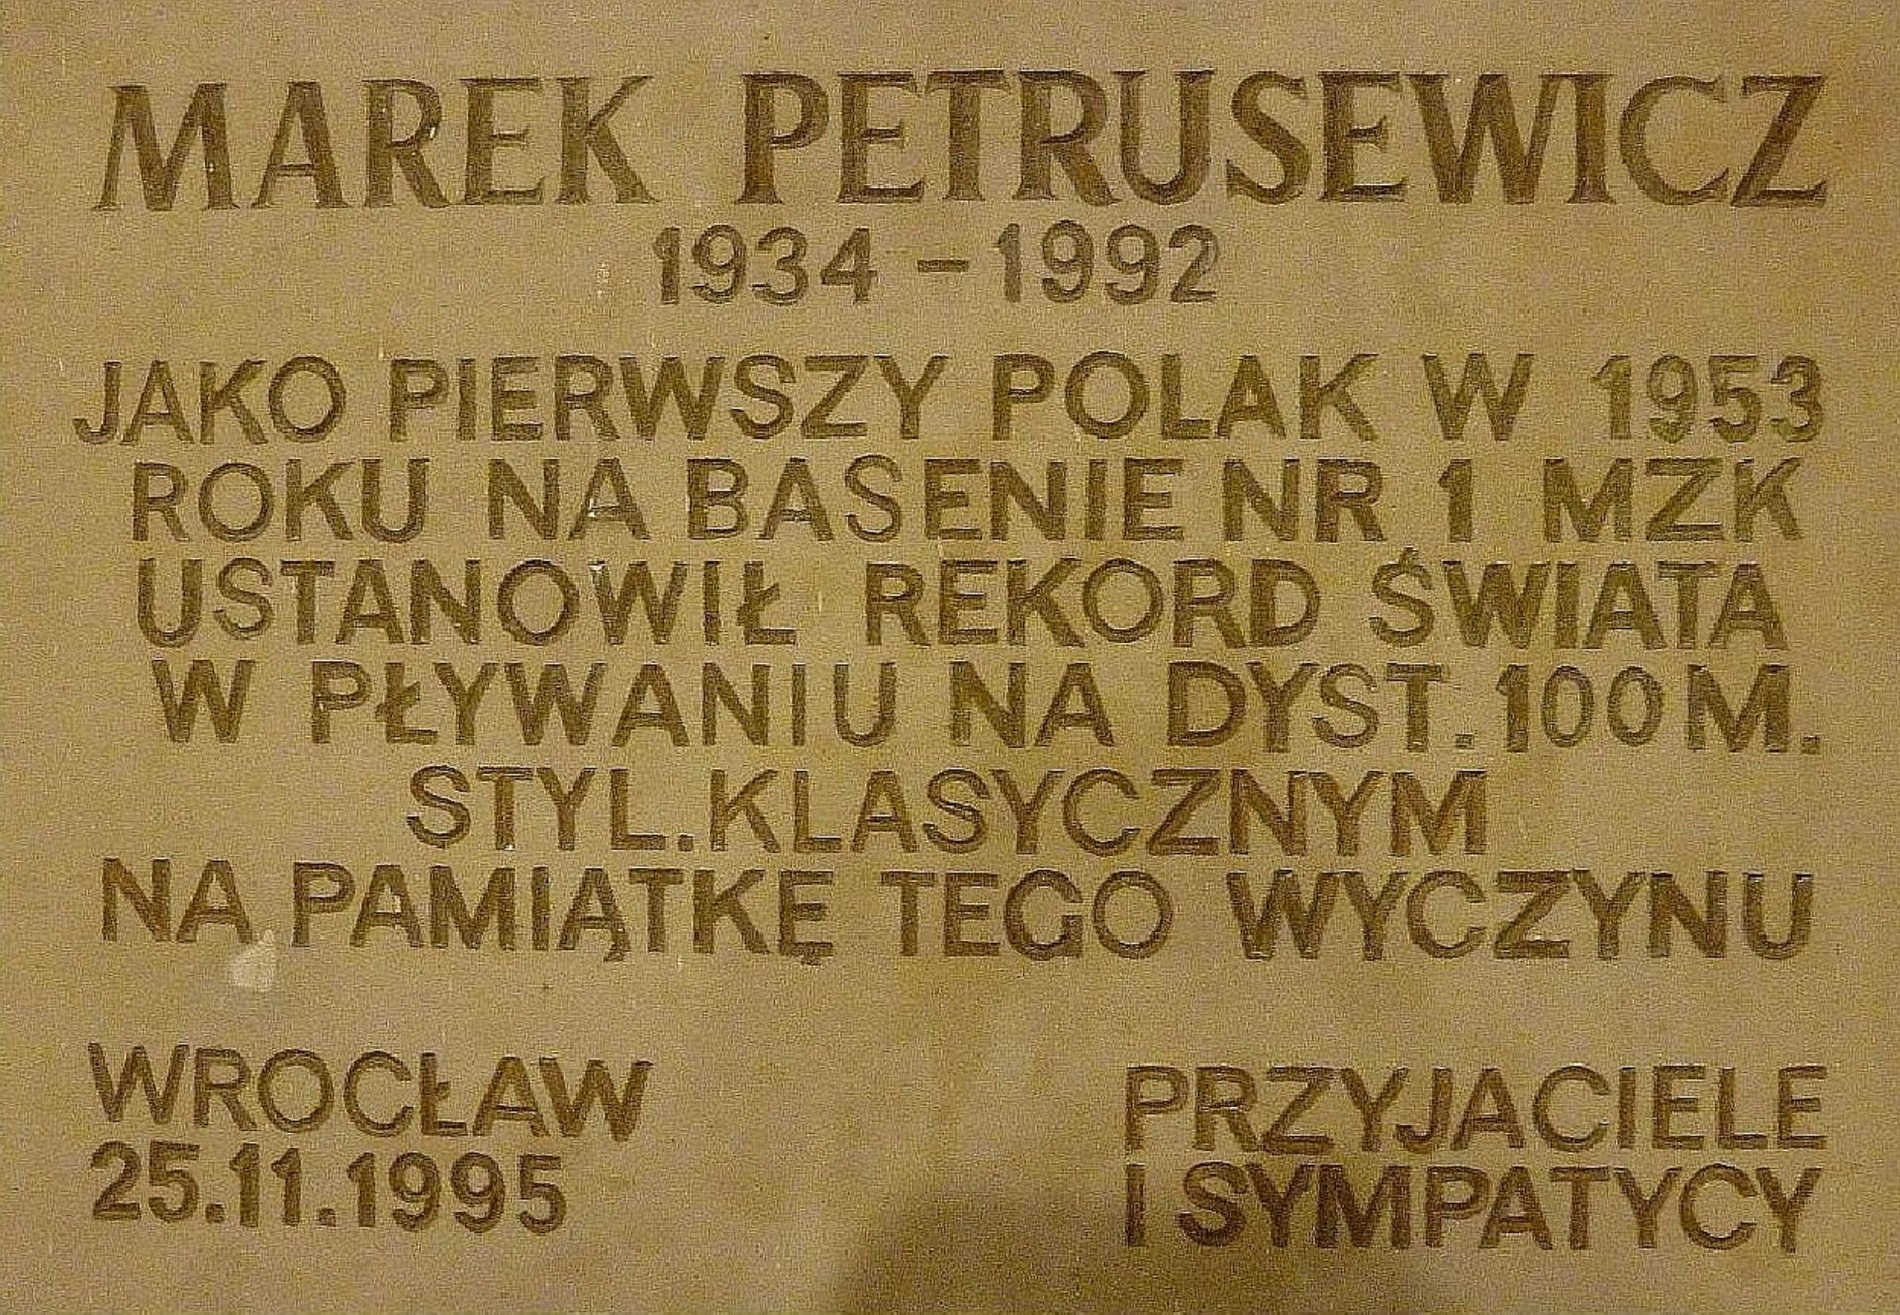 MAREK PETRUSEWICZ
1934 – 1992
JAKO PIERWSZY POLAK W 1953
ROKU NA BASENIE NR 1 MZK
USTANOWIŁ REKORD ŚWIATA
W PŁYWANIU NA DYST. 100 M.
STYL. KLASYCZNYM
NA PAMIĄTKĘ TEGO WYCZYNU
WROCŁAW
25.11.1995
PRZYJACIELE
I SYMPATYCY